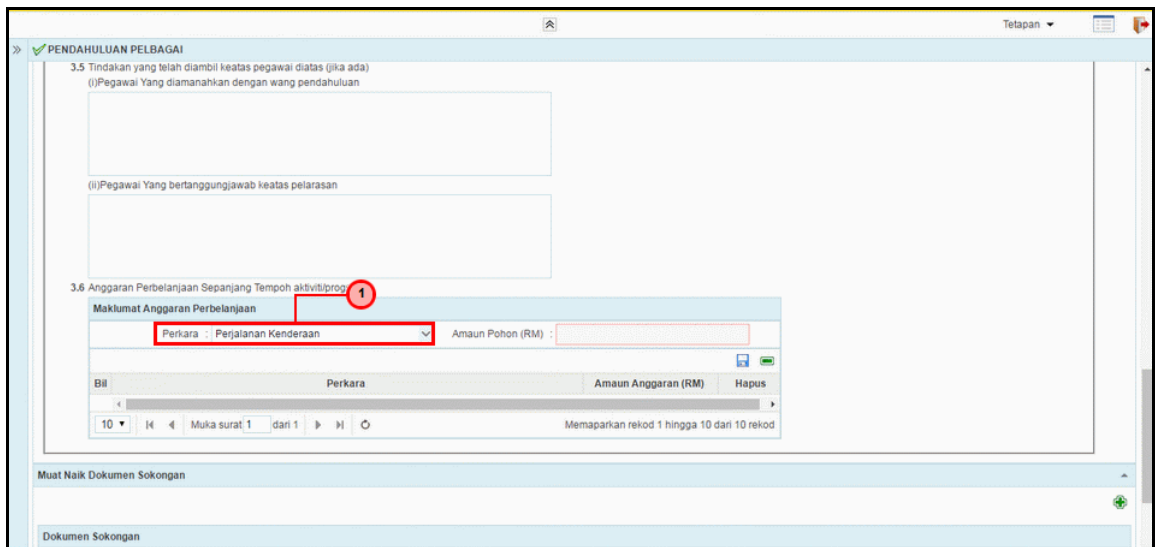 Tetapan
PENDAHULUAN PELBAGAI
3.5 Tindakan yang telah diambil keatas pegawai diatas (jika ada)
(i)Pegawai Yang diamanahkan dengan wang pendahuluan
(ii)Pegawai Yang bertanggungjawab keatas pelarasan
3.6 Anggaran Perbelanjaan Sepanjang Tempoh aktiviti/prog
1
Maklumat Anggaran Perbelanjaan
Perkara : Perjalanan Kenderaan Amaun Pohon (RM) :
Bil Perkara Amaun Anggaran (RM) Hapus
10 Muka surat 1 dari 1 Memaparkan rekod 1 hingga 10 dari 10 rekod
Muat Naik Dokumen Sokongan
Dokumen Sokongan